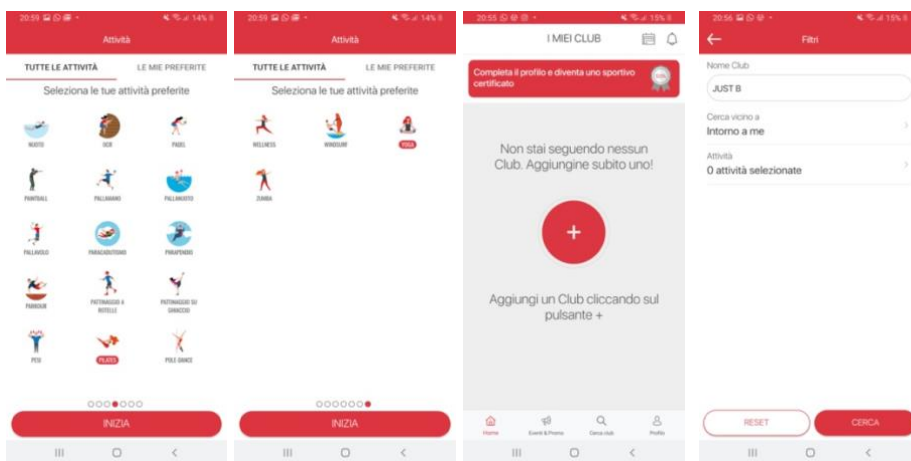 20:59
14%
Attività
TUTTE LE ATTIVITÀ
LE MIE PREFERITE
Seleziona le tue attività preferite
NUOTO
OCR
PADEL
PAINTBALL
PALLAMANO
PALLANUOTO
PALLAVOLO
PARACADUTISMO
PARAPENDIO
PARKOUR
PATTINAGGIO A
ROTELLE
PATTINAGGIO SU
GHIACCIO
PESI
PILATES
POLE-DANCE
INIZIA
20:59
14%
Attività
TUTTE LE ATTIVITÀ
LE MIE PREFERITE
Seleziona le tue attività preferite
WELLNESS
WINDSURF
YOGA
ZUMBA
INIZIA
20:55
15%
I MIEI CLUB
Completa il profilo e diventa uno sportivo
certificato
Non stai seguendo nessun
Club. Aggiungine subito uno!
+
Aggiungi un Club cliccando sul
pulsante +
Home
Eventi & Promo
Cerca club
Profilo
20:56
15%
Filtri
Nome Club
JUST B
Cerca vicino a
Intorno a me
Attività
0 attività selezionate
RESET
CERCA